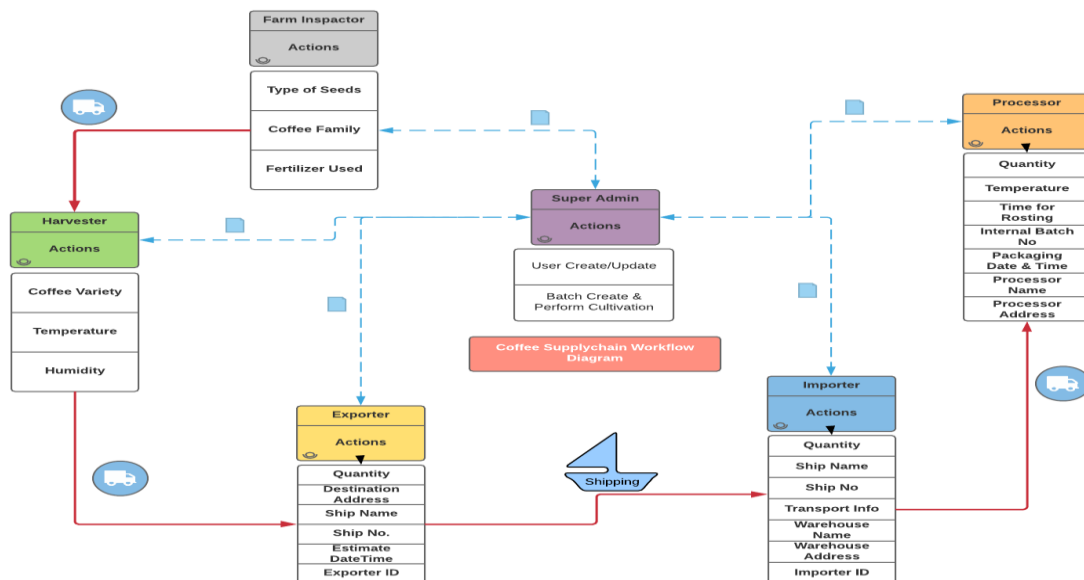 Farm Inspactor
Actions
Type of Seeds
Coffee Family
Fertilizer Used
Harvester
Actions
Coffee Variety
Temperature
Humidity
Super Admin
Actions
User Create/Update
Batch Create &
Perform Cultivation
Coffee Supplychain Workflow
Diagram
Exporter
Actions
Quantity
Destination
Address
Ship Name
Ship No.
Estimate
DateTime
Exporter ID
Shipping
Importer
Actions
Quantity
Ship Name
Ship No
Transport Info
Warehouse
Name
Warehouse
Address
Importer ID
Processor
Actions
Quantity
Temperature
Time for
Rosting
Internal Batch
No
Packaging
Date & Time
Processor
Name
Processor
Address